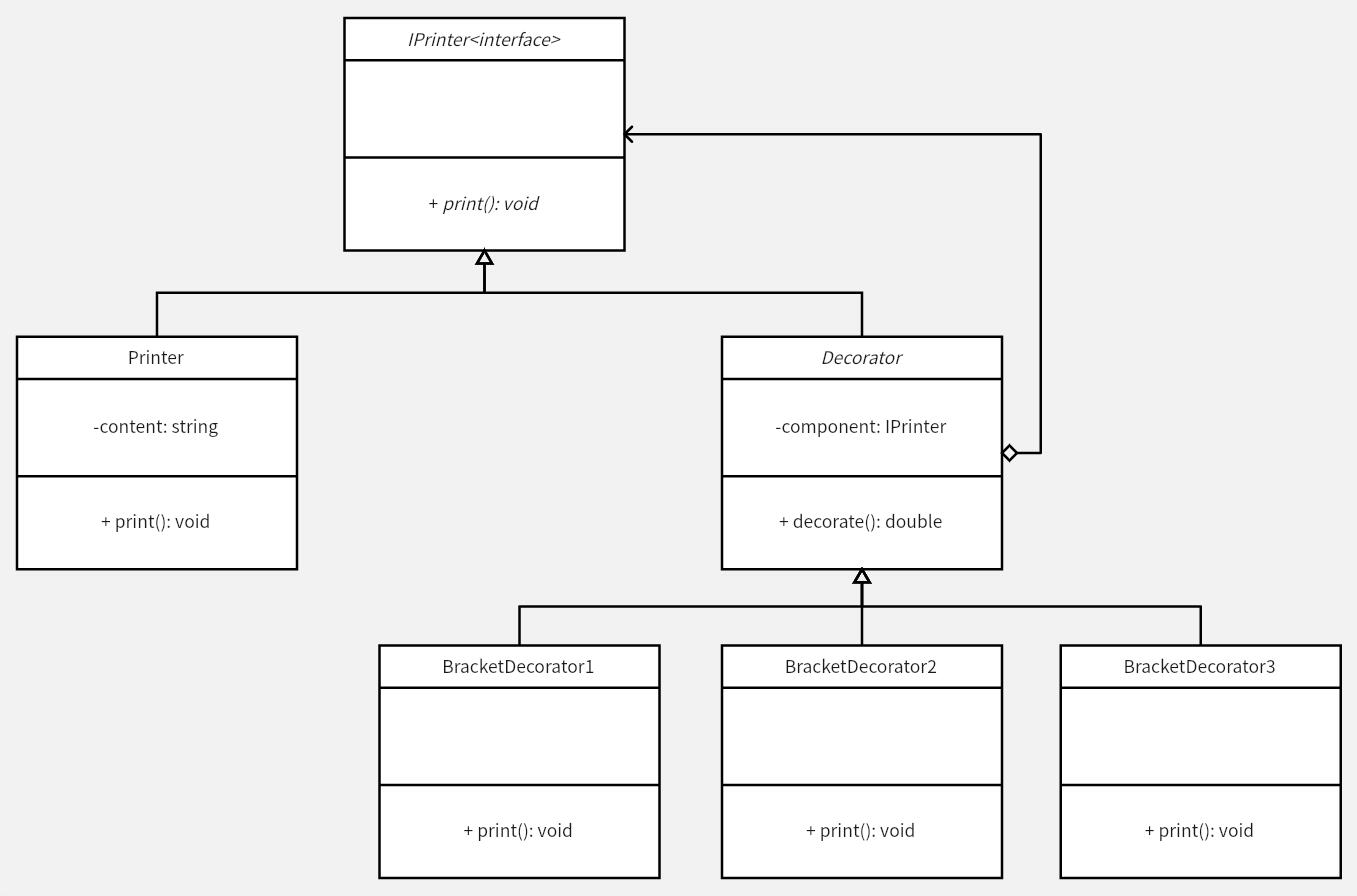 IPrinter<interface>
+ print(): void
Printer
-content: string
+ print(): void
Decorator
-component: IPrinter
+ decorate(): double
BracketDecorator1
+ print(): void
BracketDecorator2
+ print(): void
BracketDecorator3
+ print(): void